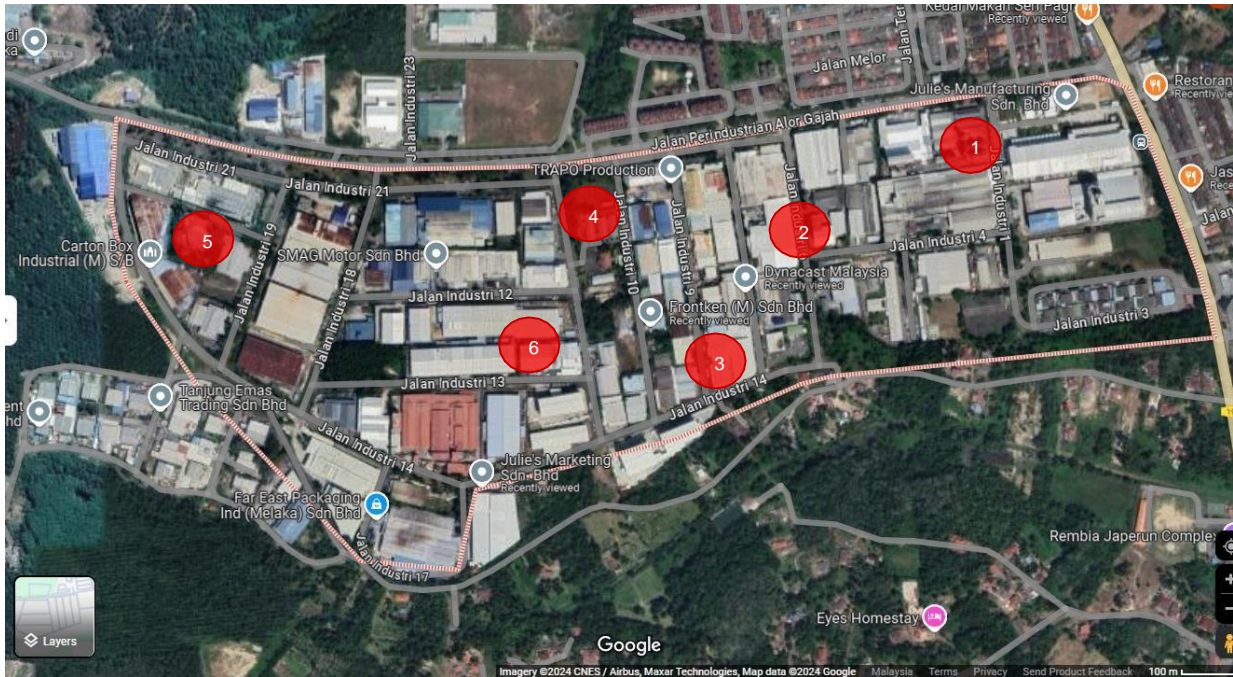 Kedai Makan Seri Pagi
Recently viewed
Jalan Industri 23
Jalan Melor
Julie's Manufacturing
Sdn. Bhd
Restoran
Recently
Jalan Perindustrian Alor Gajah
Jalan Industri 21
Jalan Industri 21
TRAPO Production
1
4
2
5
Carton Box
Industrial (M) S/B
Jalan Industri 19
SMAG Motor Sdn Bhd
Jalan Industri 18
Jalan Industri 10
Jalan Industri 9
Jalan Industri 4
Jalan Industri 1
Dynacast Malaysia
Recently viewed
Jalan Industri 12
Frontken (M) Sdn Bhd
Recently viewed
Jalan Industri 3
6
3
Jalan Industri 13
Jalan Industri 14
Tanjung Emas
Trading Sdn Bhd
Jalan Industri 14
Julie's Marketing
Sdn. Bhd
Recently viewed
Far East Packaging
Ind (Melaka) Sdn Bhd
Jalan Industri 17
Rembia Japerun Complex
Eyes Homestay
Layers
Google
Imagery ©2024 CNES / Airbus, Maxar Technologies, Map data ©2024 Google Malaysia Terms Privacy Send Product Feedback 100 m